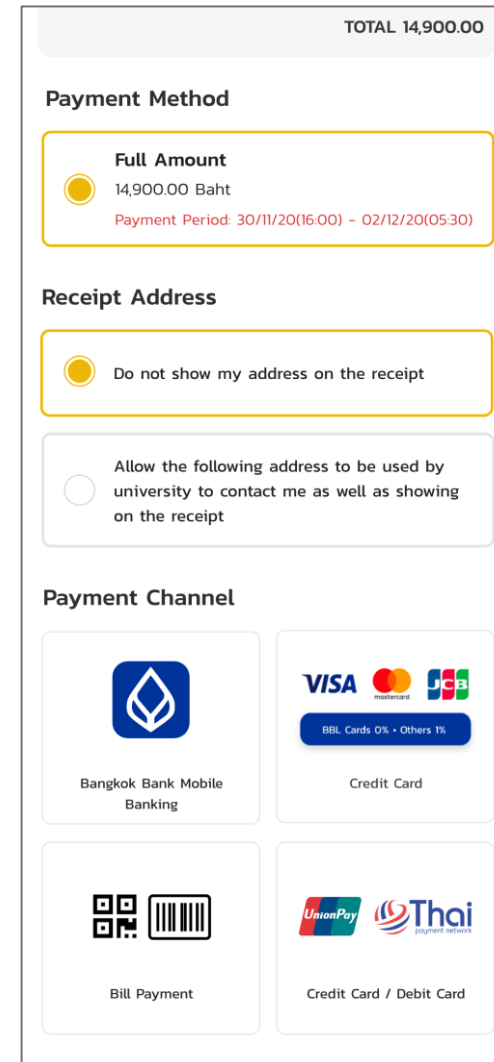 TOTAL 14,900.00
Payment Method
Full Amount
14,900.00 Baht
Payment Period: 30/11/20(16:00) - 02/12/20(05:30)
Receipt Address
Do not show my address on the receipt
Allow the following address to be used by
university to contact me as well as showing
on the receipt
Payment Channel
VISA mastercard. JCB
BBL Cards 0% • Others 1%
Bangkok Bank Mobile
Banking
Credit Card
UnionPay Thai
payment network
Bill Payment
Credit Card / Debit Card